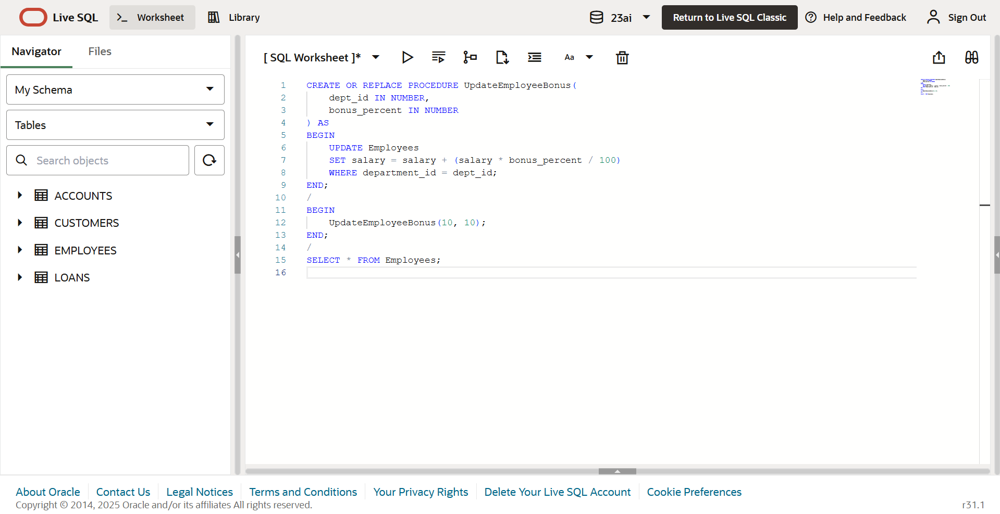 Live SQL
Worksheet
Library
23ai
Return to Live SQL Classic
Help and Feedback
Sign Out
Navigator
Files
My Schema
Tables
Search objects
ACCOUNTS
CUSTOMERS
EMPLOYEES
LOANS
[ SQL Worksheet ]*
Aa
1 CREATE OR REPLACE PROCEDURE UpdateEmployeeBonus(
2 dept_id IN NUMBER,
3 bonus_percent IN NUMBER
4 ) AS
5 BEGIN
6 UPDATE Employees
7 SET salary = salary + (salary * bonus_percent / 100)
8 WHERE department_id = dept_id;
9 END;
10 /
11 BEGIN
12 UpdateEmployeeBonus(10, 10);
13 END;
14 /
15 SELECT * FROM Employees;
16
About Oracle
Contact Us
Legal Notices
Terms and Conditions
Your Privacy Rights
Delete Your Live SQL Account
Cookie Preferences
Copyright © 2014, 2025 Oracle and/or its affiliates All rights reserved.
r31.1